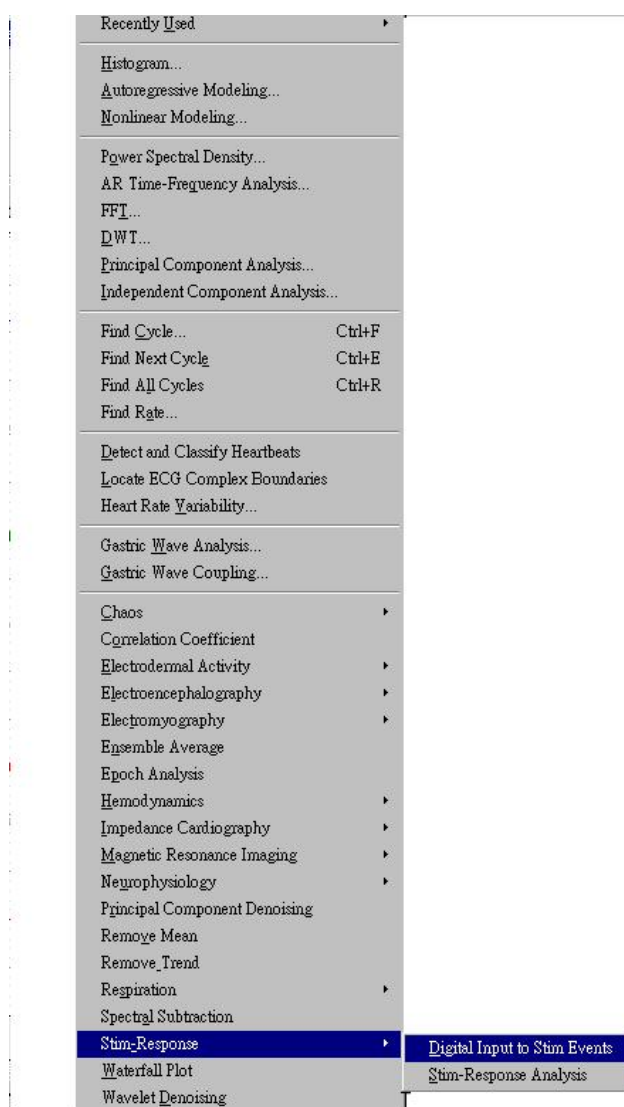 Recently Used
Histogram...
Autoregressive Modeling...
Nonlinear Modeling...
Power Spectral Density...
AR Time-Frequency Analysis...
FFT...
DWT...
Principal Component Analysis...
Independent Component Analysis...
Find Cycle... Ctrl+F
Find Next Cycle Ctrl+E
Find All Cycles Ctrl+R
Find Rate...
Detect and Classify Heartbeats
Locate ECG Complex Boundaries
Heart Rate Variability...
Gastric Wave Analysis...
Gastric Wave Coupling...
Chaos
Correlation Coefficient
Electrodermal Activity
Electroencephalography
Electromyography
Ensemble Average
Epoch Analysis
Hemodynamics
Impedance Cardiography
Magnetic Resonance Imaging
Neurophysiology
Principal Component Denoising
Remove Mean
Remove_Trend
Respiration
Spectral Subtraction
Stim_Response
Digital Input to Stim Events
Waterfall Plot
Stim-Response Analysis
Wavelet Denoising